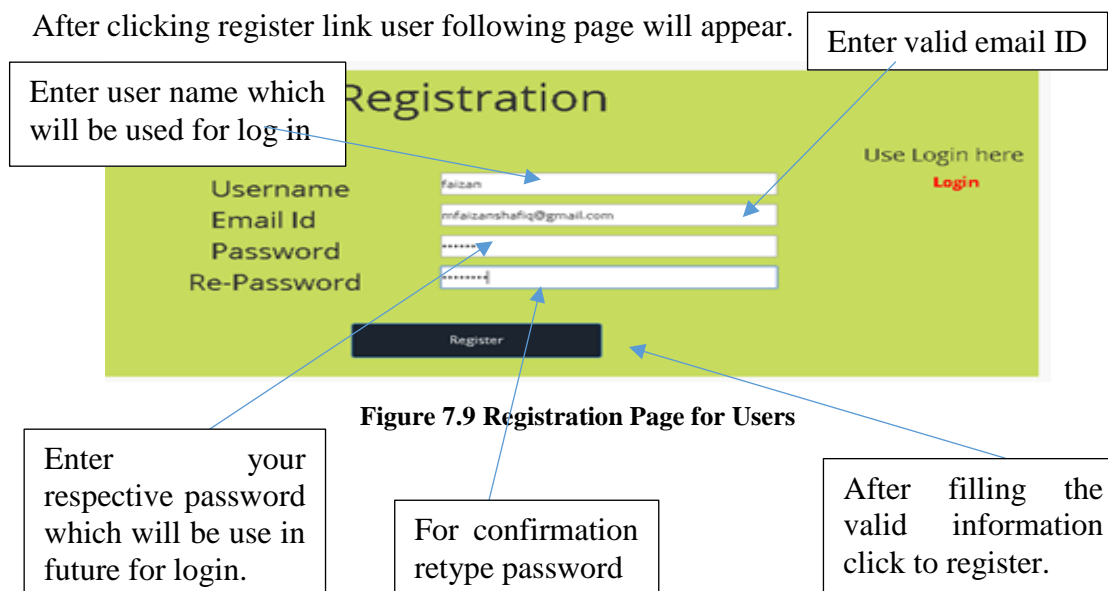 After clicking register link user following page will appear.
Enter valid email ID
Enter user name which
will be used for log in
Registration
Use Login here
Login
Username
faizan
Email Id
mfaizanshafiq@gmail.com
Password
Re-Password
Register
Figure 7.9 Registration Page for Users
Enter your
respective password
which will be use in
future for login.
For confirmation
retype password
After filling the
valid information
click to register.